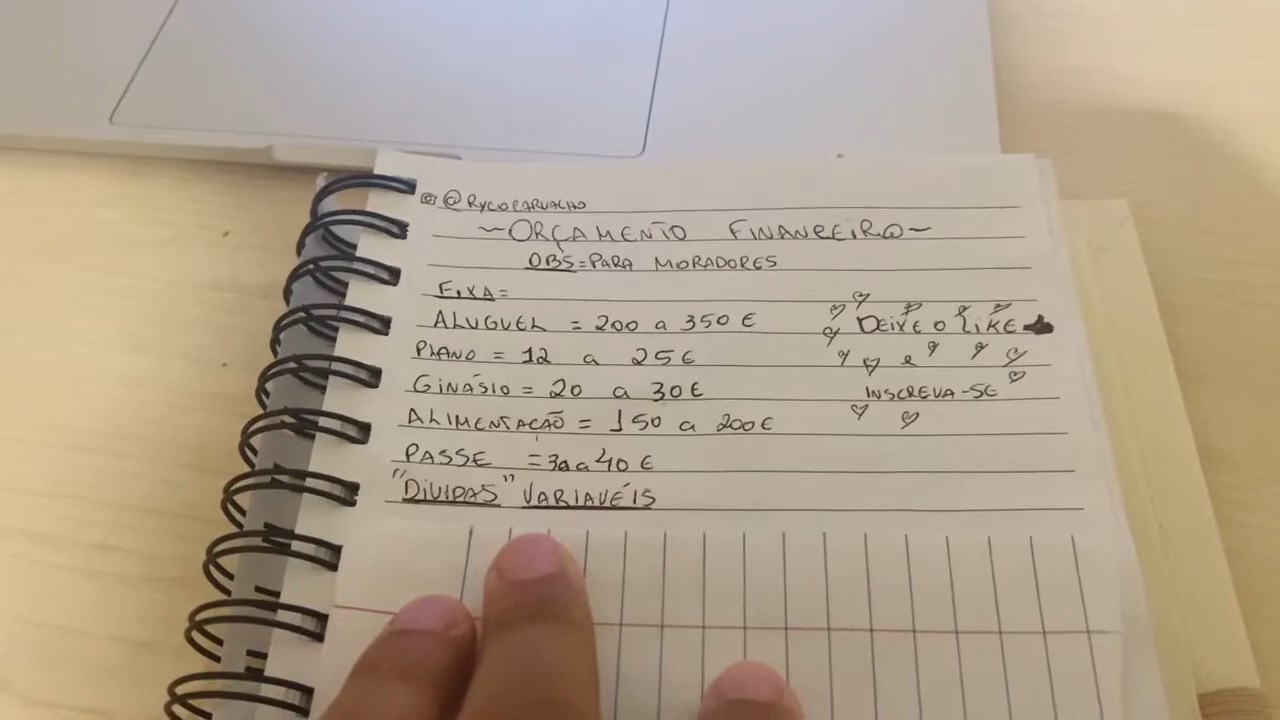 @RYCOCARVALHO
~ORÇAMENTO FINANCEIRO~
OBS=PARA MORADORES
FIXA=
ALUGUEL = 200 a 350 €
PLANO = 12 a 25€
GINÁSIO = 20 a 30€
ALIMENTACÃO = 150 a 200€
PASSE = 30 a 40 €
"DIVIDAS" VARIAVÉIS
DEIXE O LIKE
e
INSCREVA-SE